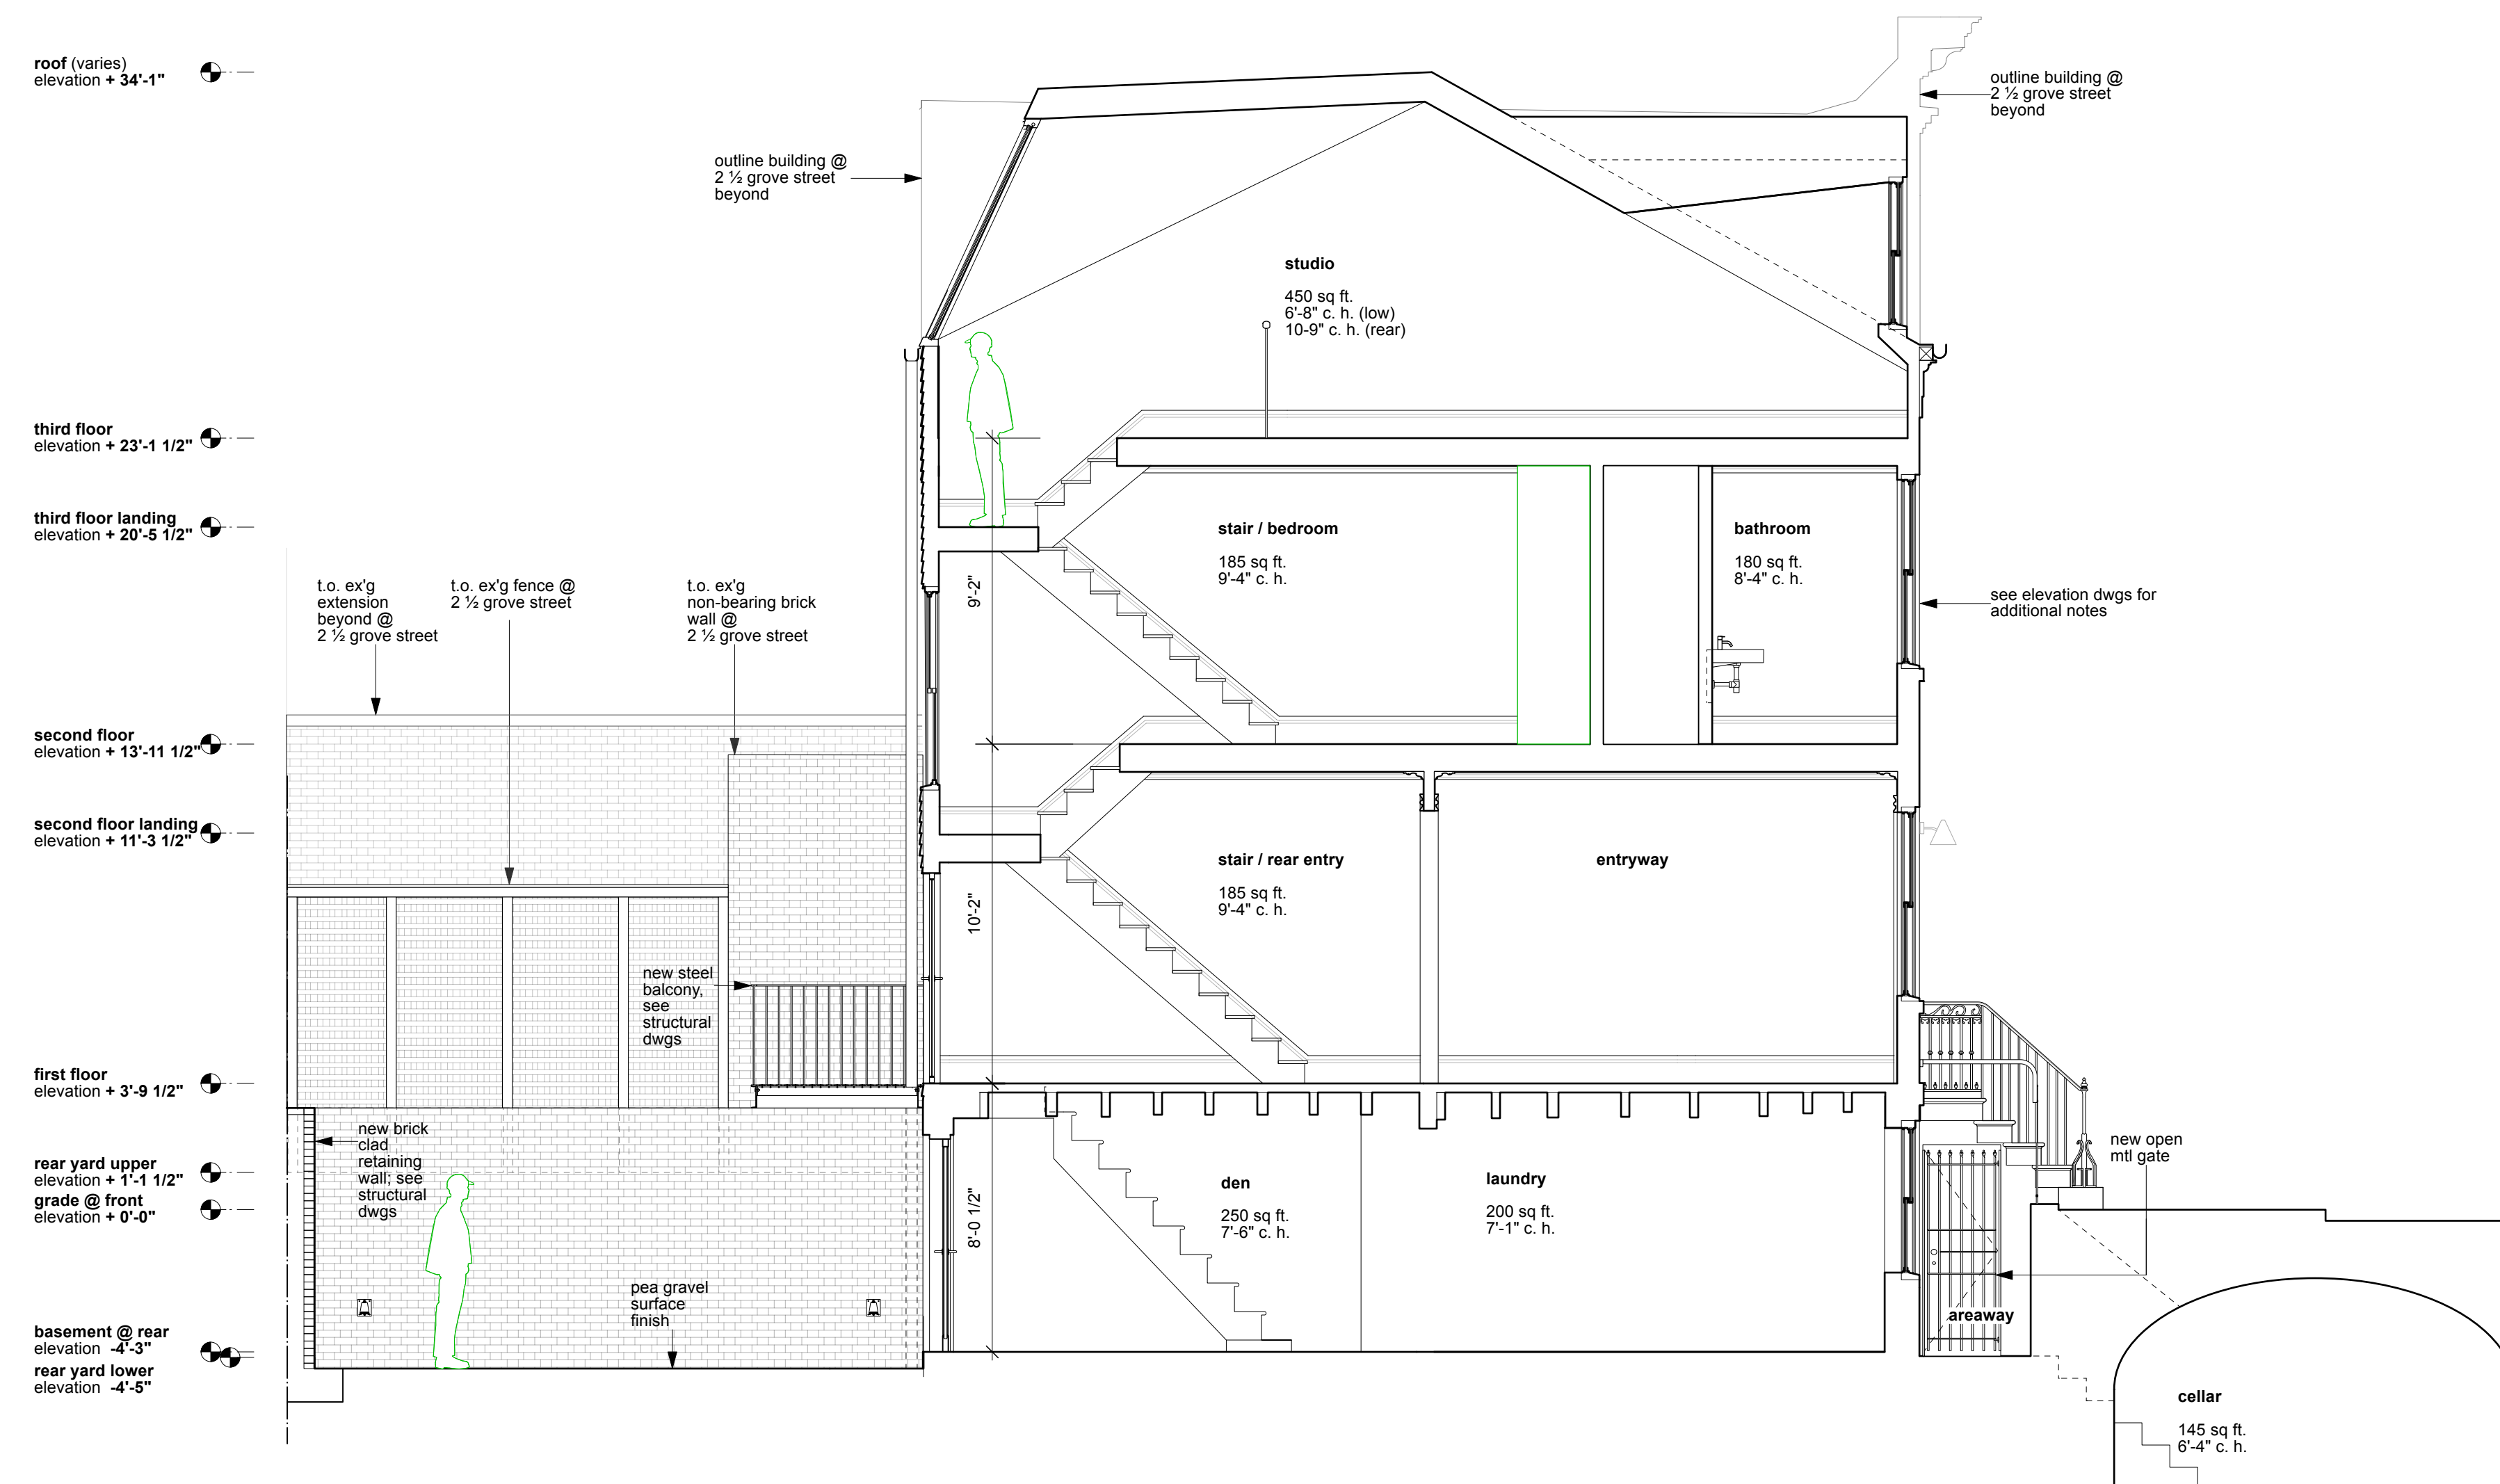 roof (varies)
elevation + 34'-1"
third floor
elevation + 23'-1 1/2"
third floor landing
elevation + 20'-5 1/2"
second floor
elevation + 13'-11 1/2"
second floor landing
elevation + 11'-3 1/2"
first floor
elevation + 3'-9 1/2"
rear yard upper
elevation + 1'-1 1/2"
grade @ front
elevation + 0'-0"
basement @ rear
elevation -4'-3"
rear yard lower
elevation -4'-5"
outline building @
2 ½ grove street
beyond
outline building @
2 ½ grove street
beyond
studio
450 sq ft.
6'-8" c. h. (low)
10-9" c. h. (rear)
t.o. ex'g
extension
beyond @
2 ½ grove street
t.o. ex'g fence @
2 ½ grove street
t.o. ex'g
non-bearing brick
wall @
2 ½ grove street
9'-2"
stair / bedroom
185 sq ft.
9'-4" c. h.
bathroom
180 sq ft.
8'-4" c. h.
see elevation dwgs for
additional notes
10'-2"
stair / rear entry
185 sq ft.
9'-4" c. h.
entryway
new steel
balcony,
see
structural
dwgs
new brick
clad
retaining
wall; see
structural
dwgs
pea gravel
surface
finish
8'-0 1/2"
den
250 sq ft.
7'-6" c. h.
laundry
200 sq ft.
7'-1" c. h.
new open
mtl gate
areaway
cellar
145 sq ft.
6'-4" c. h.